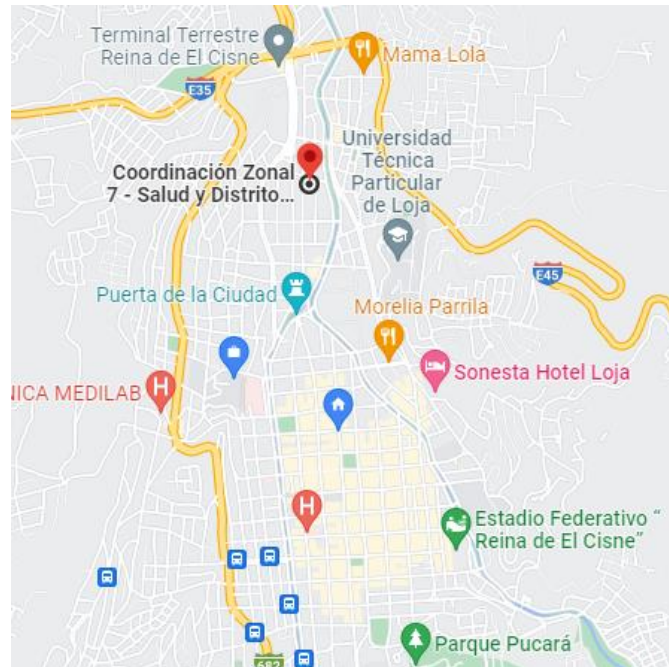 Terminal Terrestre
Reina de El Cisne
Mama Lola
E35
Universidad
Técnica
Particular
de Loja
Coordinación Zonal
7 - Salud y Distrito...
E45
Puerta de la Ciudad
Morelia Parrila
NICA MEDILAB
H
Sonesta Hotel Loja
H
Estadio Federativo “
Reina de El Cisne”
Parque Pucará
682